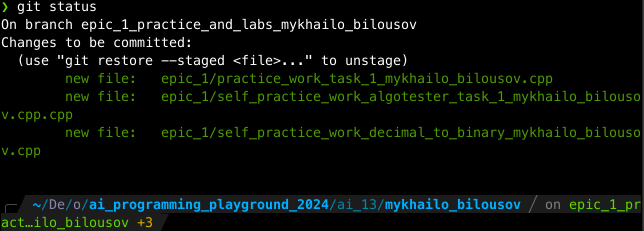 ❯ git status
On branch epic_1_practice_and_labs_mykhailo_bilousov
Changes to be committed:
  (use "git restore --staged <file>..." to unstage)
        new file:   epic_1/practice_work_task_1_mykhailo_bilousov.cpp
        new file:   epic_1/self_practice_work_algotester_task_1_mykhailo_bilouso
v.cpp.cpp
        new file:   epic_1/self_practice_work_decimal_to_binary_mykhailo_bilouso
v.cpp
~/De/o/ai_programming_playground_2024/ai_13/mykhailo_bilousov / on epic_1_pr
act…ilo_bilousov +3